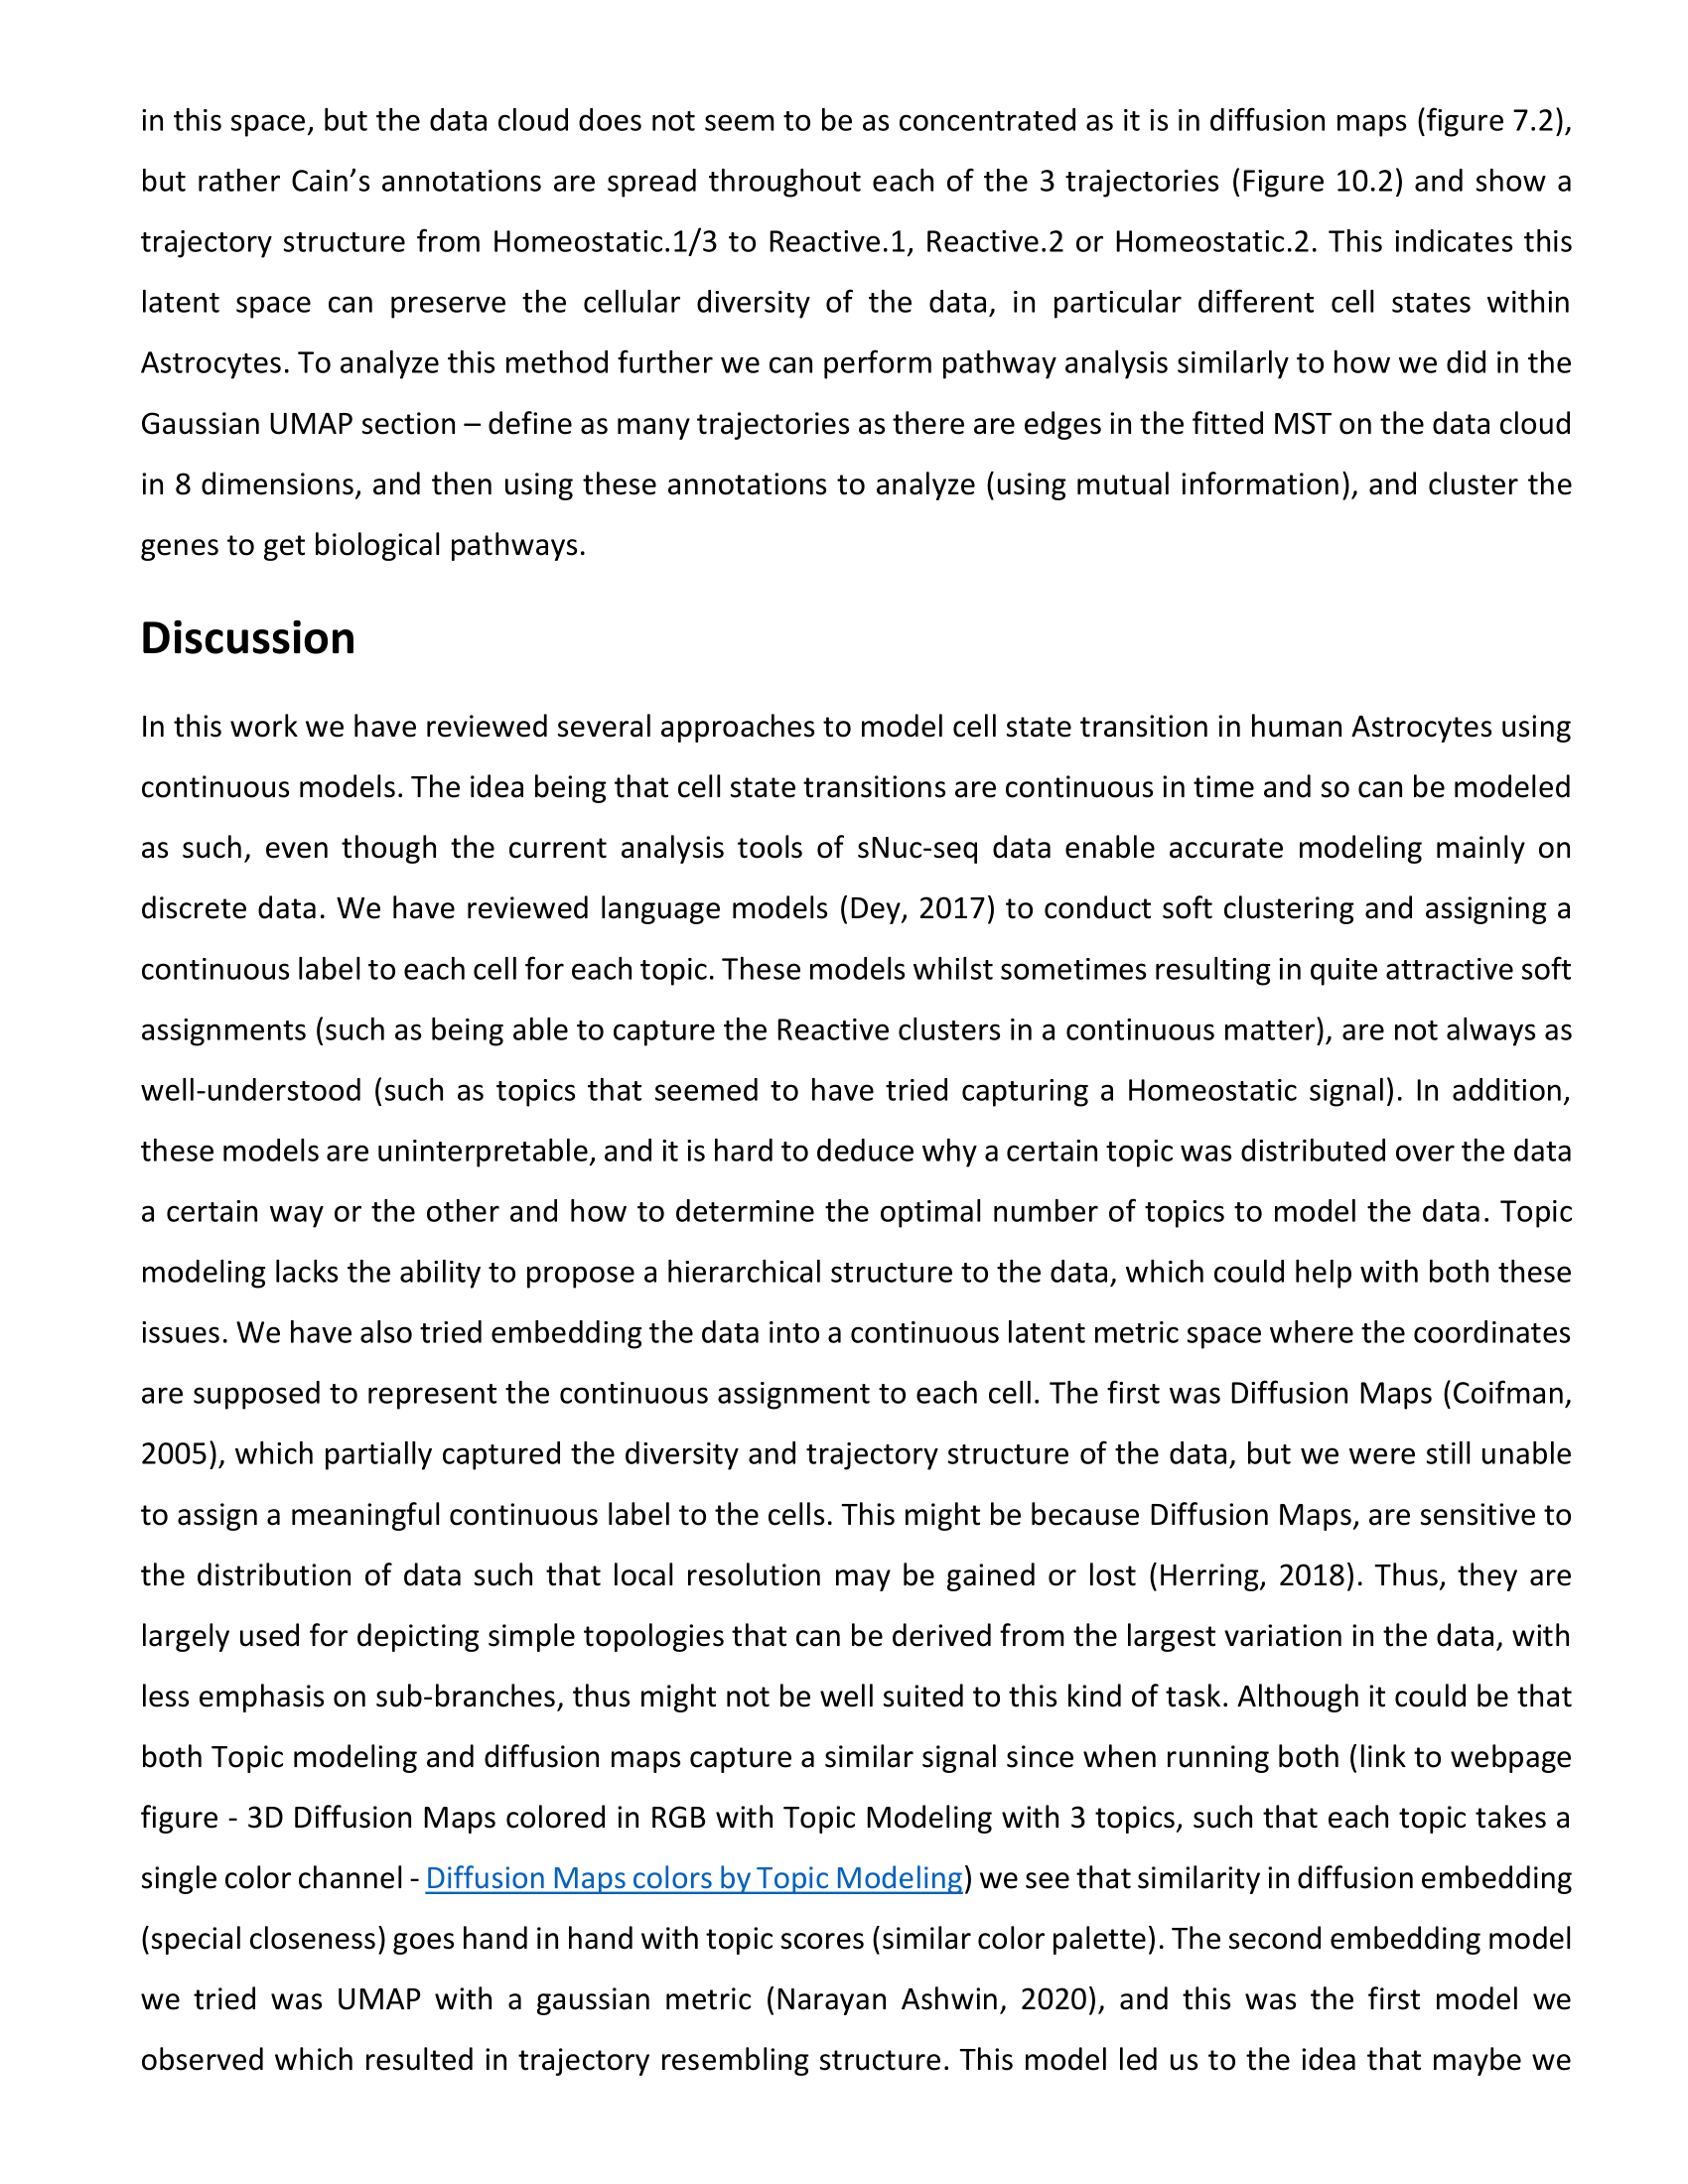 in this space, but the data cloud does not seem to be as concentrated as it is in diffusion maps (figure 7.2),
but rather Cain’s annotations are spread throughout each of the 3 trajectories (Figure 10.2) and show a
trajectory structure from Homeostatic.1/3 to Reactive.1, Reactive.2 or Homeostatic.2. This indicates this
latent space can preserve the cellular diversity of the data, in particular different cell states within
Astrocytes. To analyze this method further we can perform pathway analysis similarly to how we did in the
Gaussian UMAP section – define as many trajectories as there are edges in the fitted MST on the data cloud
in 8 dimensions, and then using these annotations to analyze (using mutual information), and cluster the
genes to get biological pathways.
Discussion
In this work we have reviewed several approaches to model cell state transition in human Astrocytes using
continuous models. The idea being that cell state transitions are continuous in time and so can be modeled
as such, even though the current analysis tools of sNuc-seq data enable accurate modeling mainly on
discrete data. We have reviewed language models (Dey, 2017) to conduct soft clustering and assigning a
continuous label to each cell for each topic. These models whilst sometimes resulting in quite attractive soft
assignments (such as being able to capture the Reactive clusters in a continuous matter), are not always as
well-understood (such as topics that seemed to have tried capturing a Homeostatic signal). In addition,
these models are uninterpretable, and it is hard to deduce why a certain topic was distributed over the data
a certain way or the other and how to determine the optimal number of topics to model the data. Topic
modeling lacks the ability to propose a hierarchical structure to the data, which could help with both these
issues. We have also tried embedding the data into a continuous latent metric space where the coordinates
are supposed to represent the continuous assignment to each cell. The first was Diffusion Maps (Coifman,
2005), which partially captured the diversity and trajectory structure of the data, but we were still unable
to assign a meaningful continuous label to the cells. This might be because Diffusion Maps, are sensitive to
the distribution of data such that local resolution may be gained or lost (Herring, 2018). Thus, they are
largely used for depicting simple topologies that can be derived from the largest variation in the data, with
less emphasis on sub-branches, thus might not be well suited to this kind of task. Although it could be that
both Topic modeling and diffusion maps capture a similar signal since when running both (link to webpage
figure - 3D Diffusion Maps colored in RGB with Topic Modeling with 3 topics, such that each topic takes a
single color channel - Diffusion Maps colors by Topic Modeling) we see that similarity in diffusion embedding
(special closeness) goes hand in hand with topic scores (similar color palette). The second embedding model
we tried was UMAP with a gaussian metric (Narayan Ashwin, 2020), and this was the first model we
observed which resulted in trajectory resembling structure. This model led us to the idea that maybe we